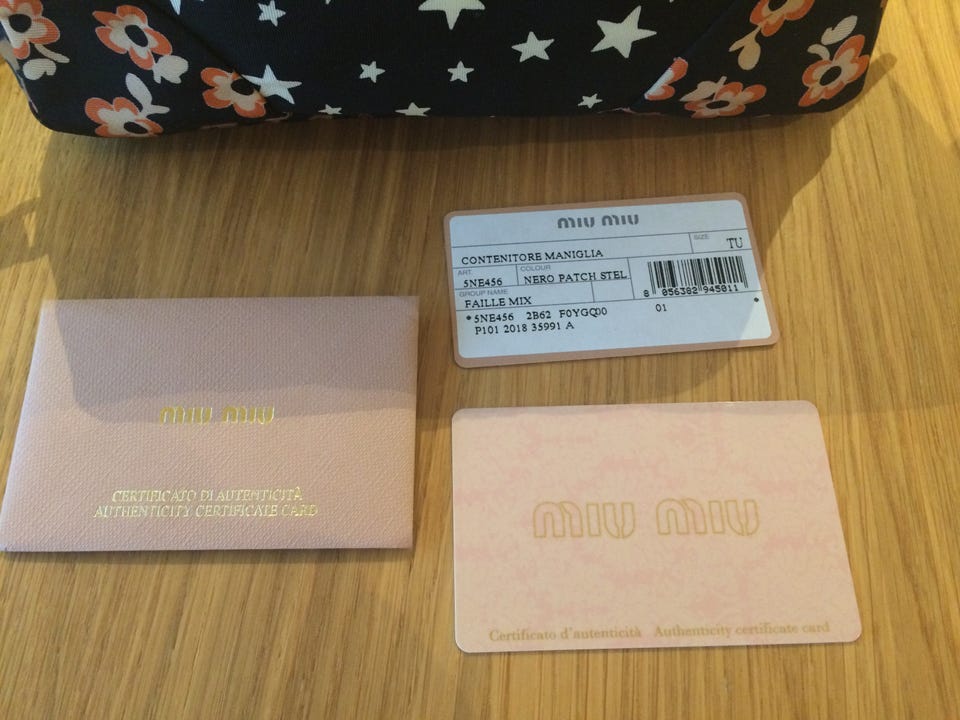 MIU MIU
SIZE TU
CONTENITORE MANIGLIA
ART. COLOUR
5NE456 NERO PATCH STEL
GROUP NAME
FAILLE MIX
8 056382 945811
*5NE456 2B62 F0YGQ00 01 *
P101 2018 35991 A
MIU MIU
CERTIFICATO DI AUTENTICITÀ
AUTHENTICITY CERTIFICATE CARD
MIU MIU
Certificato d'autenticità Authenticity certificate card